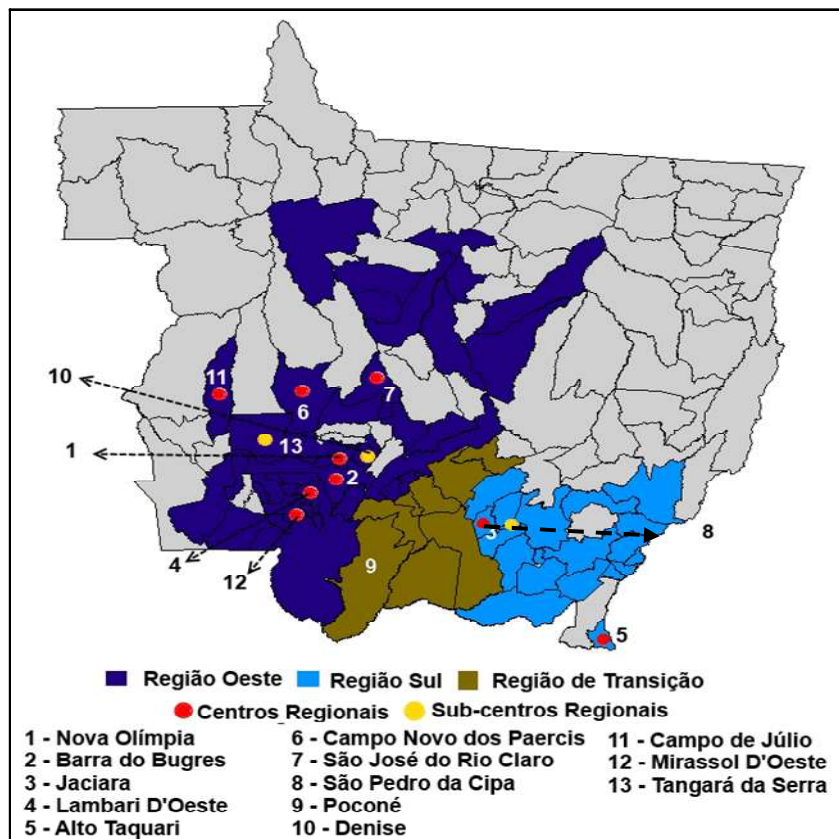 11
10
6
7
13
1
2
3
8
4
9
12
5
Região Oeste Região Sul Região de Transição
Centros Regionais Sub-centros Regionais
1 - Nova Olímpia 6 - Campo Novo dos Paercis 11 - Campo de Júlio
2 - Barra do Bugres 7 - São José do Rio Claro 12 - Mirassol D'Oeste
3 - Jaciara 8 - São Pedro da Cipa 13 - Tangará da Serra
4 - Lambari D'Oeste 9 - Poconé
5 - Alto Taquari 10 - Denise